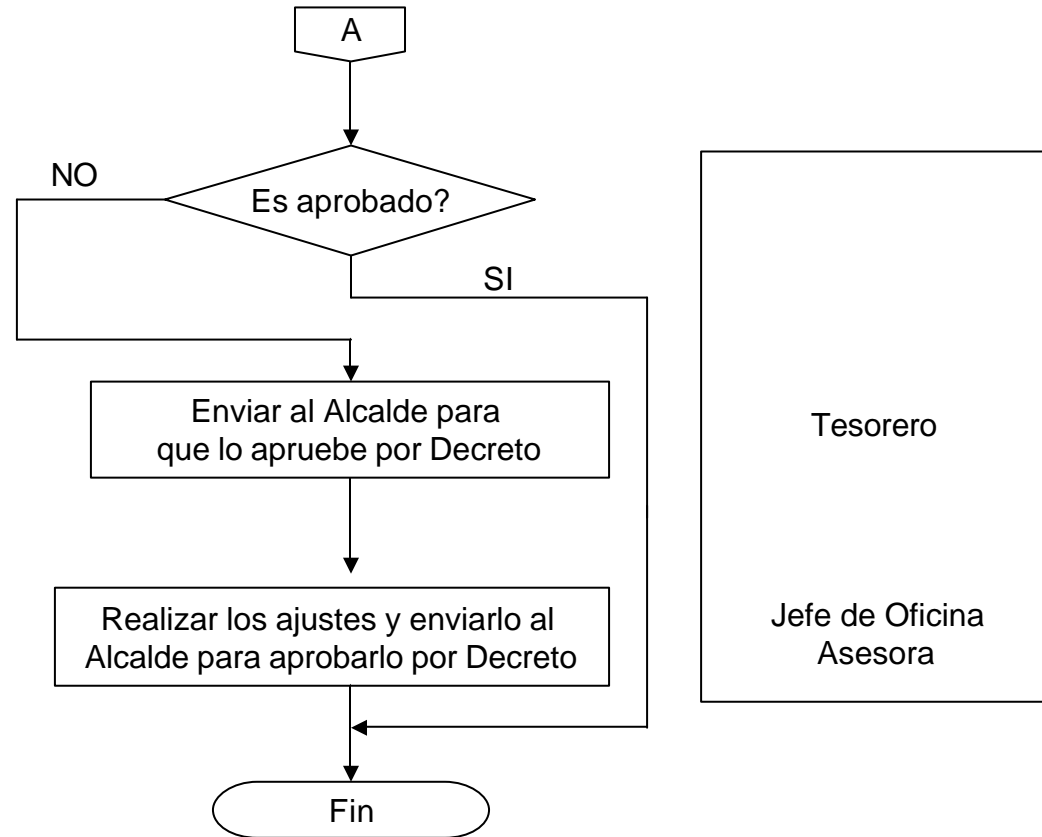 A
NO
Es aprobado?
SI
Enviar al Alcalde para
que lo apruebe por Decreto
Tesorero
Realizar los ajustes y enviarlo al
Alcalde para aprobarlo por Decreto
Jefe de Oficina
Asesora
Fin